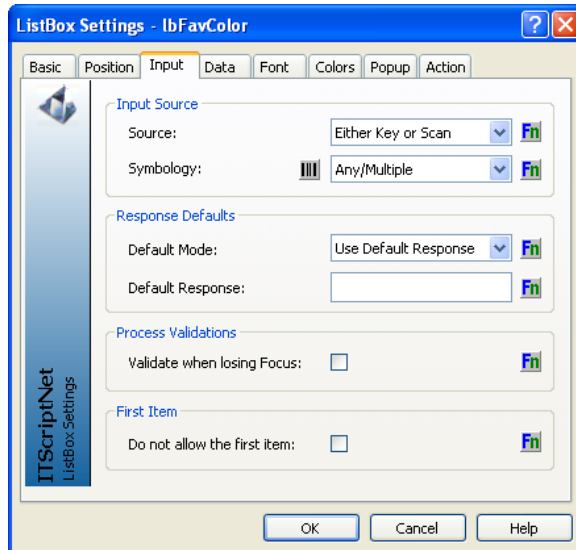 ListBox Settings - lbFavColor
Basic Position Input Data Font Colors Popup Action
Input Source
Source: Either Key or Scan Fn
Symbology: Any/Multiple Fn
Response Defaults
Default Mode: Use Default Response Fn
Default Response: Fn
Process Validations
Validate when losing Focus: Fn
First Item
Do not allow the first item: Fn
ITScriptNet
ListBox Settings
OK Cancel Help